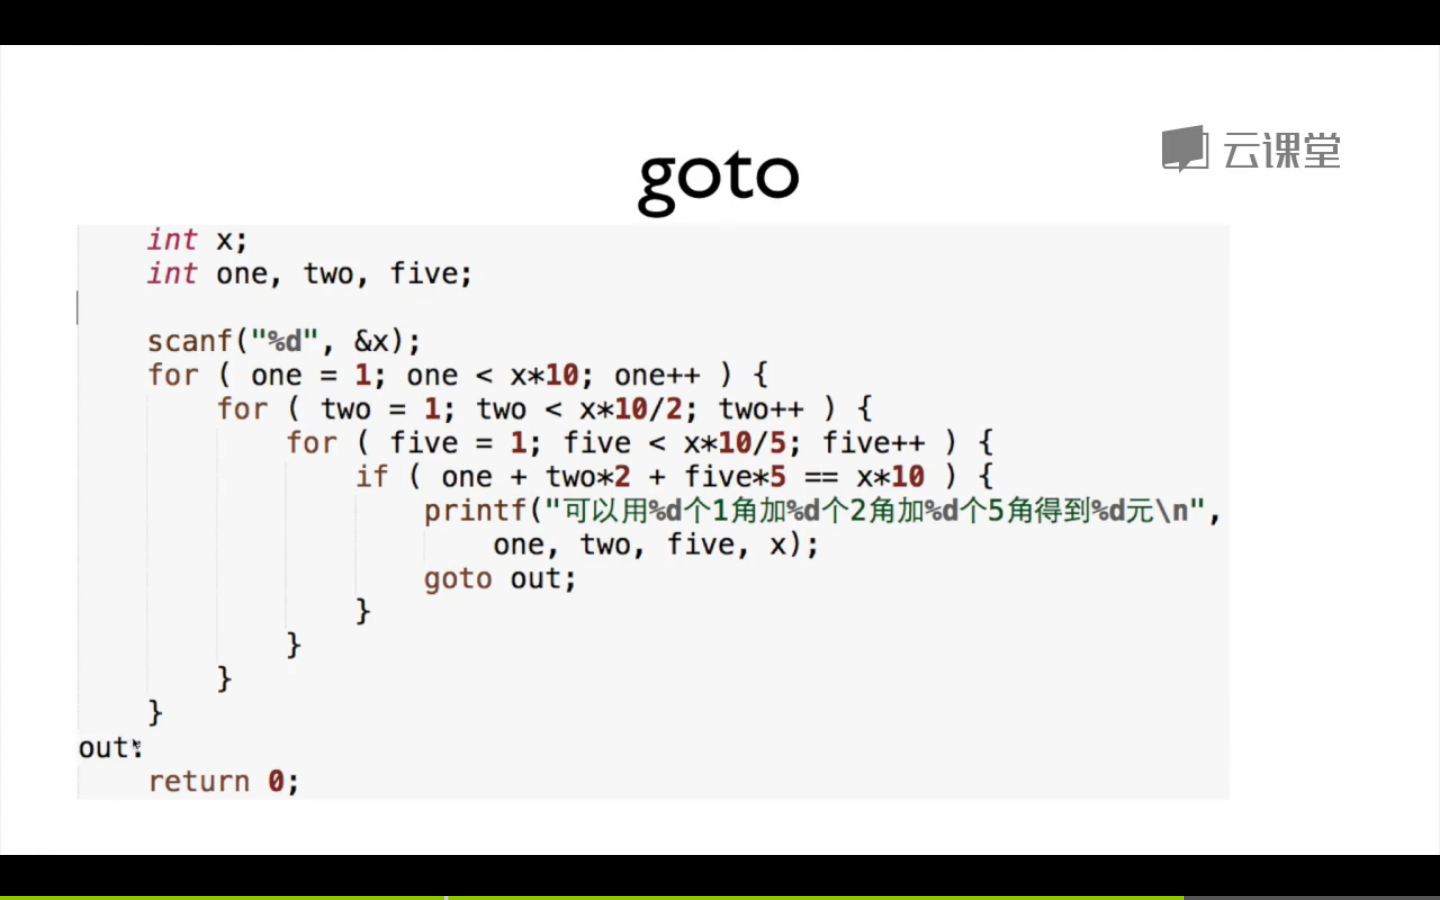 云课堂
goto
int x;
int one, two, five;
scanf("%d", &x);
for ( one = 1; one < x*10; one++ ) {
for ( two = 1; two < x*10/2; two++ ) {
for ( five = 1; five < x*10/5; five++ ) {
if ( one + two*2 + five*5 == x*10 ) {
printf("可以用%d个1角加%d个2角加%d个5角得到%d元\n",
one, two, five, x);
goto out;
}
}
}
}
out:
return 0;